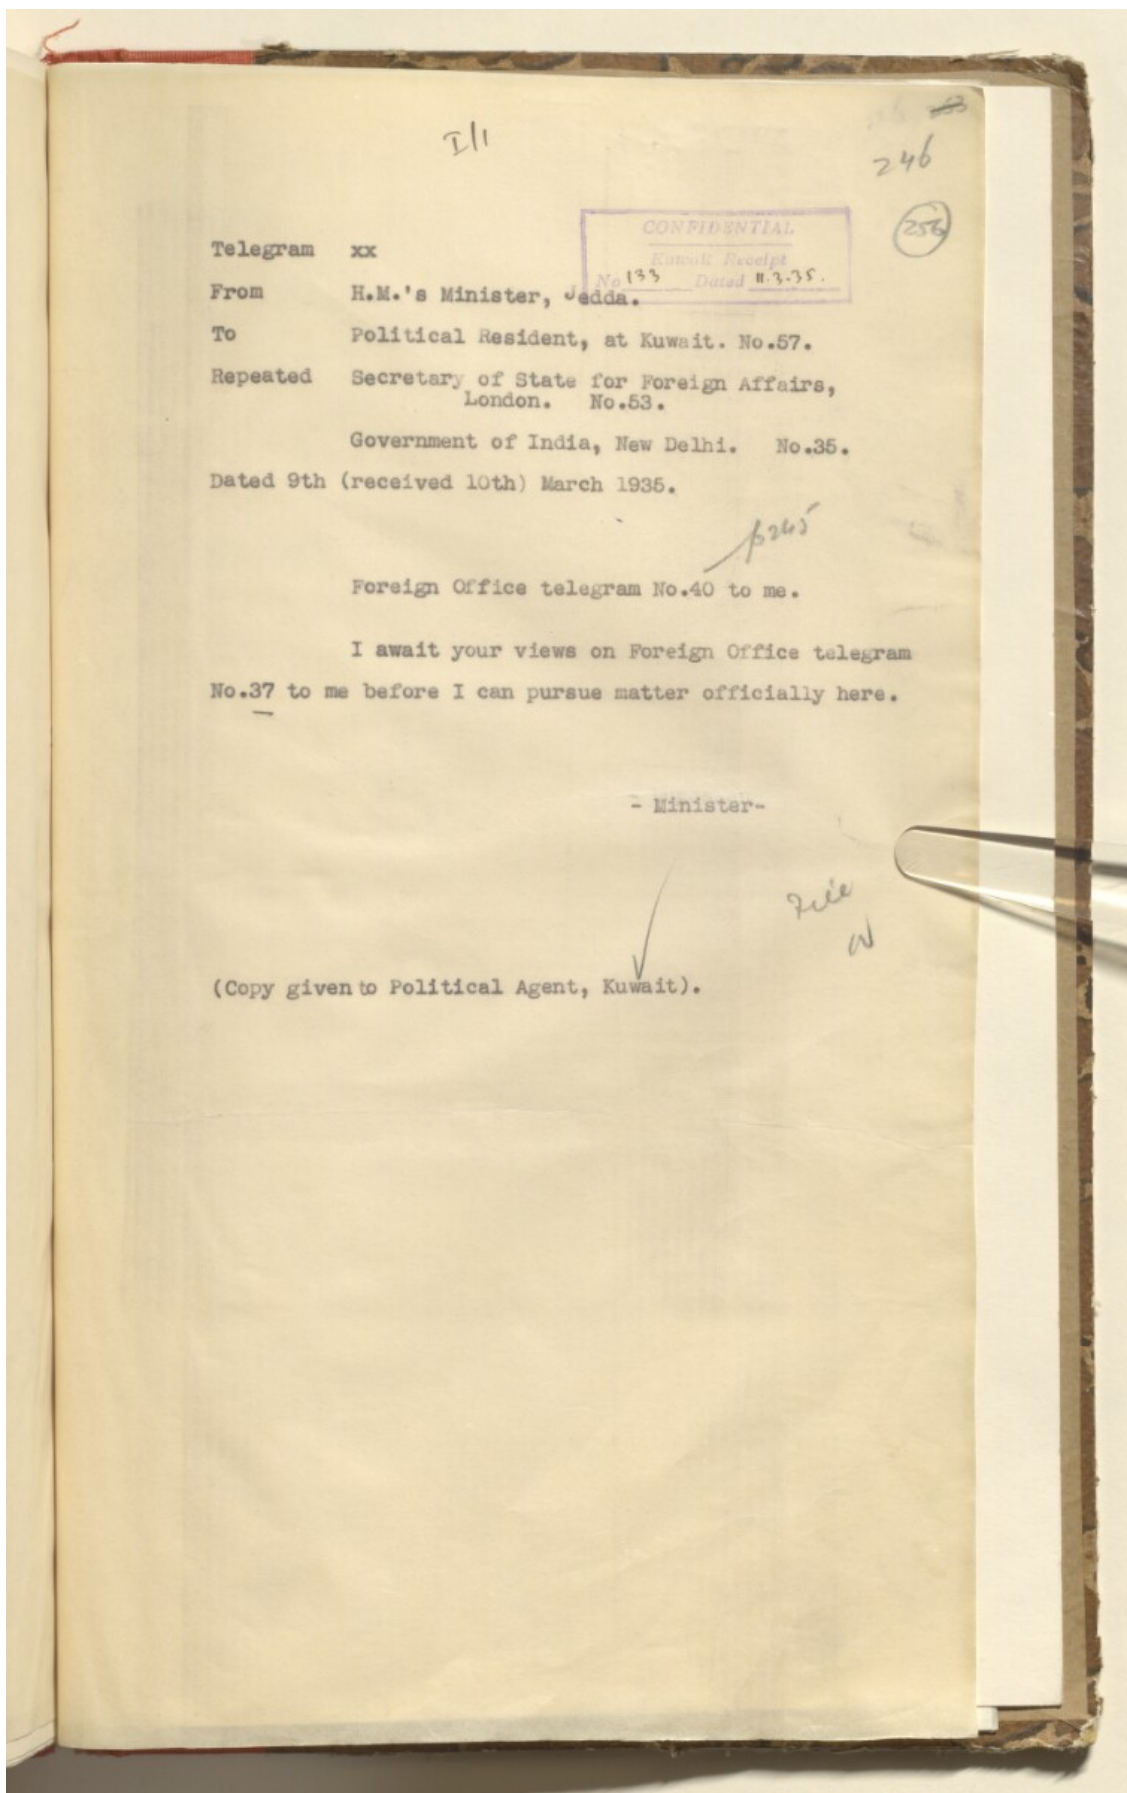 I/1
246
256
CONFIDENTIAL
Kuwait Receipt
No 133 Dated 11.3.35.
Telegram xx
From H.M.'s Minister, Jedda.
To Political Resident, at Kuwait. No.57.
Repeated Secretary of State for Foreign Affairs,
London. No.53.
Government of India, New Delhi. No.35.
Dated 9th (received 10th) March 1935.
p245
Foreign Office telegram No.40 to me.
I await your views on Foreign Office telegram
No.37 to me before I can pursue matter officially here.
- Minister-
File
(Copy given to Political Agent, Kuwait).